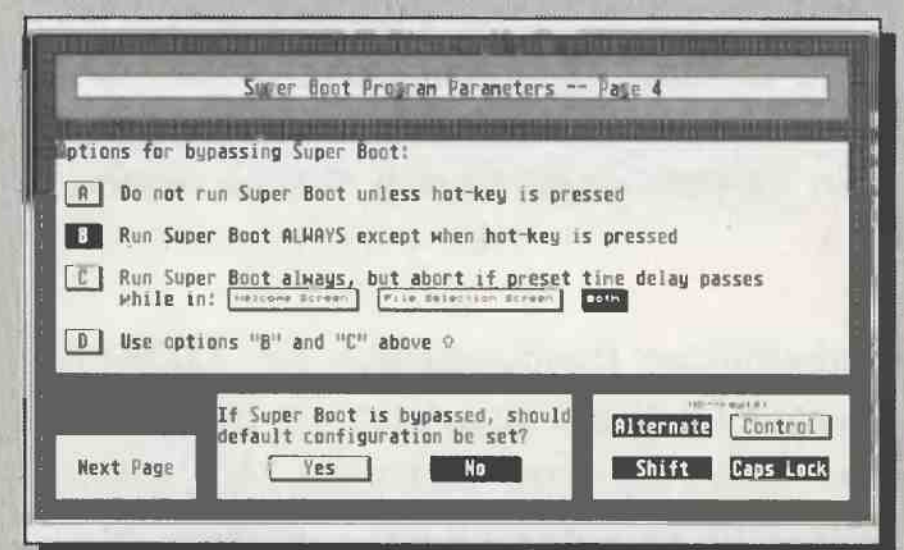 Super Boot Program Parameters -- Page 4
Options for bypassing Super Boot:
A Do not run Super Boot unless hot-key is pressed
B Run Super Boot ALWAYS except when hot-key is pressed
C Run Super Boot always, but abort if preset time delay passes
while in: Welcome Screen File Selection Screen Both
D Use options "B" and "C" above ◇
If Super Boot is bypassed, should
default configuration be set?
Yes No
Next Page
Alternate Control
Shift Caps Lock